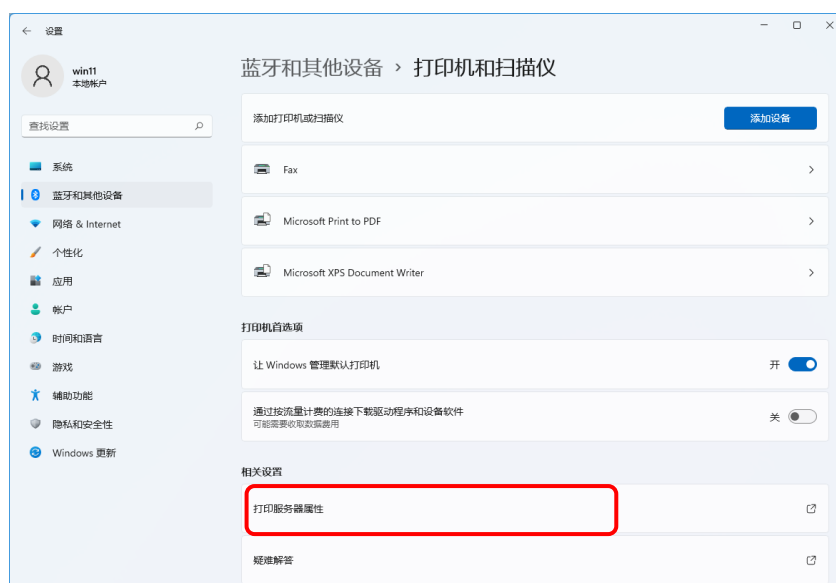 设置
win11
本地帐户
查找设置
系统
蓝牙和其他设备
网络 & Internet
个性化
应用
帐户
时间和语言
游戏
辅助功能
隐私和安全性
Windows 更新
蓝牙和其他设备 › 打印机和扫描仪
添加打印机或扫描仪
添加设备
Fax
Microsoft Print to PDF
Microsoft XPS Document Writer
打印机首选项
让 Windows 管理默认打印机
开
通过按流量计费的连接下载驱动程序和设备软件
可能需要收取数据费用
关
相关设置
打印服务器属性
疑难解答